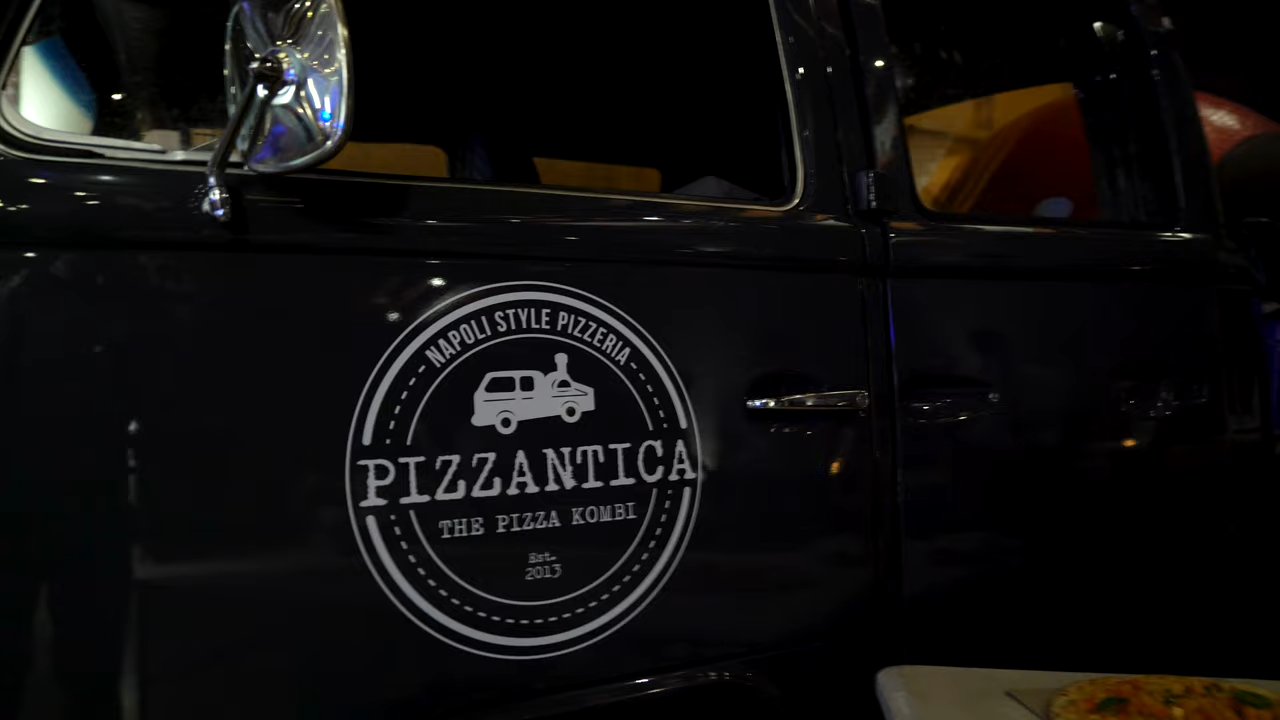 NAPOLI STYLE PIZZERIA
PIZZANTICA
THE PIZZA KOMBI
Est.
2013